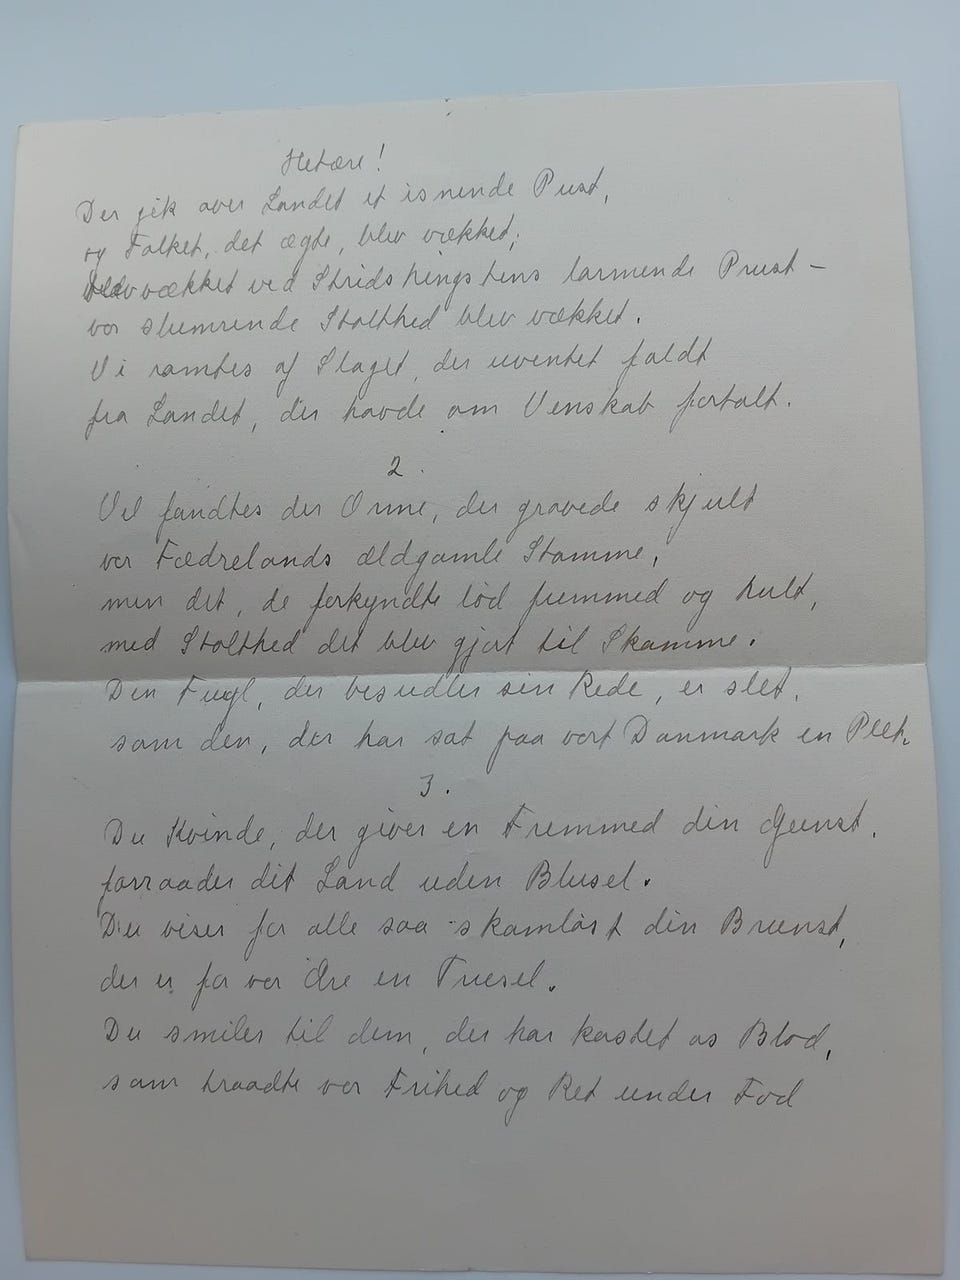 Hetære!
Der gik over Landet et isnende Pust,
og Folket, det ægte, blev vækket;
blev vækket ved Stridshingstens larmende Prust –
vor slumrende Stolthed blev vækket.
Vi ramtes af Slaget, der uventet faldt
fra Landet, der havde om Venskab fortalt.
2.
Vel fandtes der Orme, der gravede skjult
vor Fædrelands ældgamle Stamme,
men det, de forkyndte lød fremmed og hult,
med Stolthed det blev gjort til Skamme.
Den Fugl, der besudler sin Rede, er slet,
som den, der har sat paa vort Danmark en Plet.
3.
Du Kvinde, der giver en Fremmed din Gunst,
forraader dit Land uden Blusel.
Du viser for alle saa skamløst din Brunst,
der er for vor Ære en Trusel.
Du smiler til dem, der har kostet os Blod,
som traadte vor Frihed og Ret under Fod